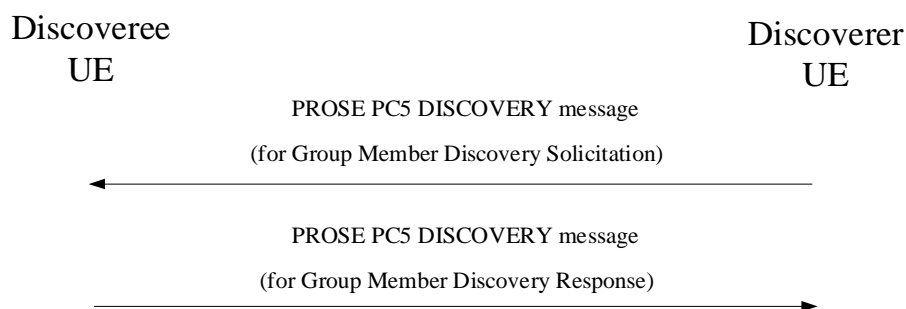 Discoveree
UE
Discoverer
UE
PROSE PC5 DISCOVERY message
(for Group Member Discovery Solicitation)
PROSE PC5 DISCOVERY message
(for Group Member Discovery Response)